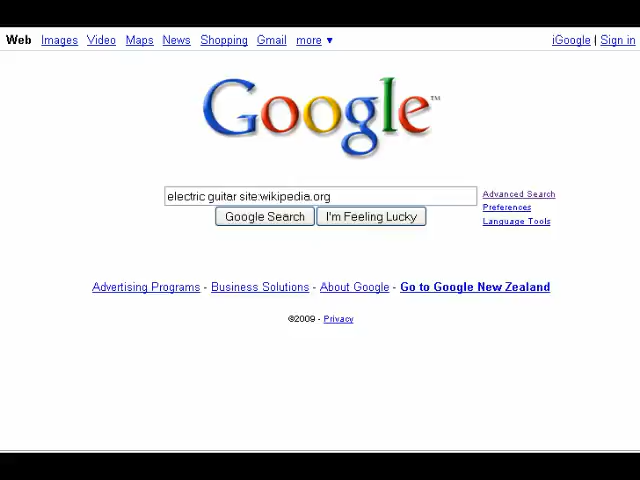 Web Images Video Maps News Shopping Gmail more ▼ iGoogle | Sign in
Google™
electric guitar site:wikipedia.org
Advanced Search
Preferences
Language Tools
Google Search I'm Feeling Lucky
Advertising Programs - Business Solutions - About Google - Go to Google New Zealand
©2009 - Privacy